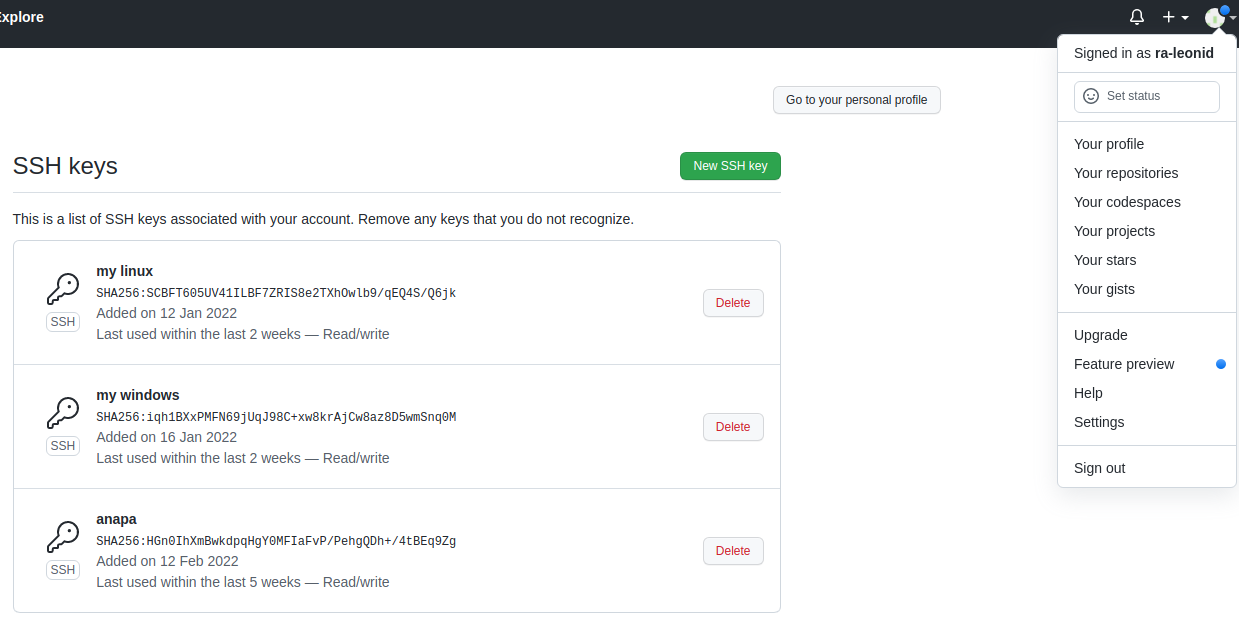 Explore
Signed in as ra-leonid
Set status
Your profile
Your repositories
Your codespaces
Your projects
Your stars
Your gists
Upgrade
Feature preview
Help
Settings
Sign out
Go to your personal profile
SSH keys
New SSH key
This is a list of SSH keys associated with your account. Remove any keys that you do not recognize.
my linux
SHA256:SCBFT605UV41ILBF7ZRIS8e2TXhOwlb9/qEQ4S/Q6jk
Added on 12 Jan 2022
Last used within the last 2 weeks — Read/write
SSH
Delete
my windows
SHA256:iqh1BXxPMFN69jUqJ98C+xw8krAjCw8az8D5wmSnq0M
Added on 16 Jan 2022
Last used within the last 2 weeks — Read/write
SSH
Delete
anapa
SHA256:HGn0IhXmBwkdpqHgY0MFIaFvP/PehgQDh+/4tBEq9Zg
Added on 12 Feb 2022
Last used within the last 5 weeks — Read/write
SSH
Delete